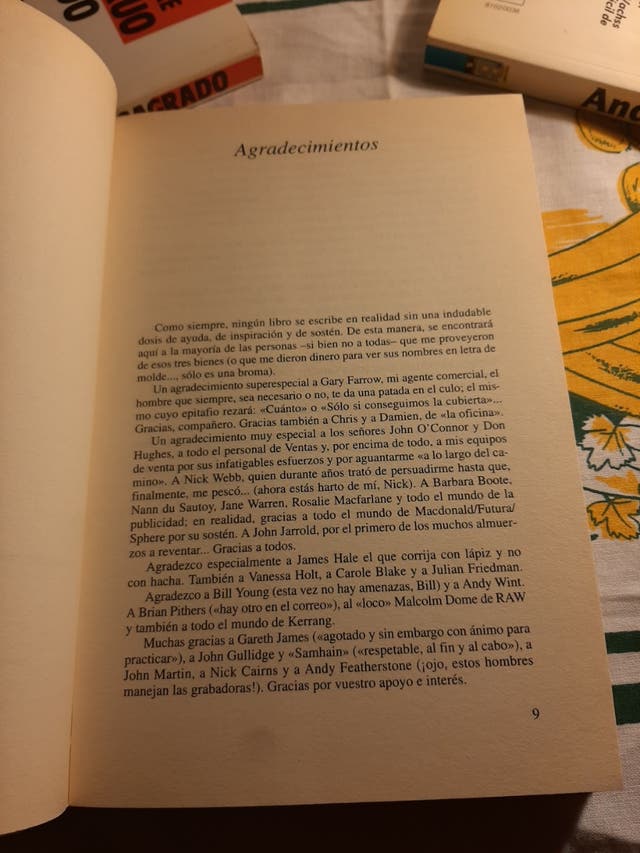 DUO
SAGRADO
lachss
cil de
And
Agradecimientos
Como siempre, ningún libro se escribe en realidad sin una indudable
dosis de ayuda, de inspiración y de sostén. De esta manera, se encontrará
aquí a la mayoría de las personas –si bien no a todas– que me proveyeron
de esos tres bienes (o que me dieron dinero para ver sus nombres en letra de
molde..., sólo es una broma).
Un agradecimiento superespecial a Gary Farrow, mi agente comercial, el
hombre que siempre, sea necesario o no, te da una patada en el culo; el mis-
mo cuyo epitafio rezará: «Cuánto» o «Sólo si conseguimos la cubierta»...
Gracias, compañero. Gracias también a Chris y a Damien, de «la oficina».
Un agradecimiento muy especial a los señores John O'Connor y Don
Hughes, a todo el personal de Ventas y, por encima de todo, a mis equipos
de venta por sus infatigables esfuerzos y por aguantarme «a lo largo del ca-
mino». A Nick Webb, quien durante años trató de persuadirme hasta que,
finalmente, me pescó... (ahora estás harto de mí, Nick). A Barbara Boote,
Nann du Sautoy, Jane Warren, Rosalie Macfarlane y todo el mundo de la
publicidad; en realidad, gracias a todo el mundo de Macdonald/Futura/
Sphere por su sostén. A John Jarrold, por el primero de los muchos almuer-
zos a reventar... Gracias a todos.
Agradezco especialmente a James Hale el que corrija con lápiz y no
con hacha. También a Vanessa Holt, a Carole Blake y a Julian Friedman.
Agradezco a Bill Young (esta vez no hay amenazas, Bill) y a Andy Wint.
A Brian Pithers («hay otro en el correo»), al «loco» Malcolm Dome de RAW
y también a todo el mundo de Kerrang.
Muchas gracias a Gareth James («agotado y sin embargo con ánimo para
practicar»), a John Gullidge y «Samhain» («respetable, al fin y al cabo»), a
John Martin, a Nick Cairns y a Andy Featherstone (¡ojo, estos hombres
manejan las grabadoras!). Gracias por vuestro apoyo e interés.
9